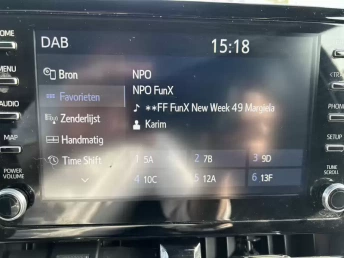 DAB 15:18
HOME
MENU
AUDIO
MAP
POWER
VOLUME
Bron
Favorieten
Zenderlijst
Handmatig
Time Shift
NPO
NPO FunX
♪ **FF FunX New Week 49 Margiela
Karim
1 5A 2 7B 3 9D
4 10C 5 12A 6 13F
PHON
SETUP
TUNE
SCROLL